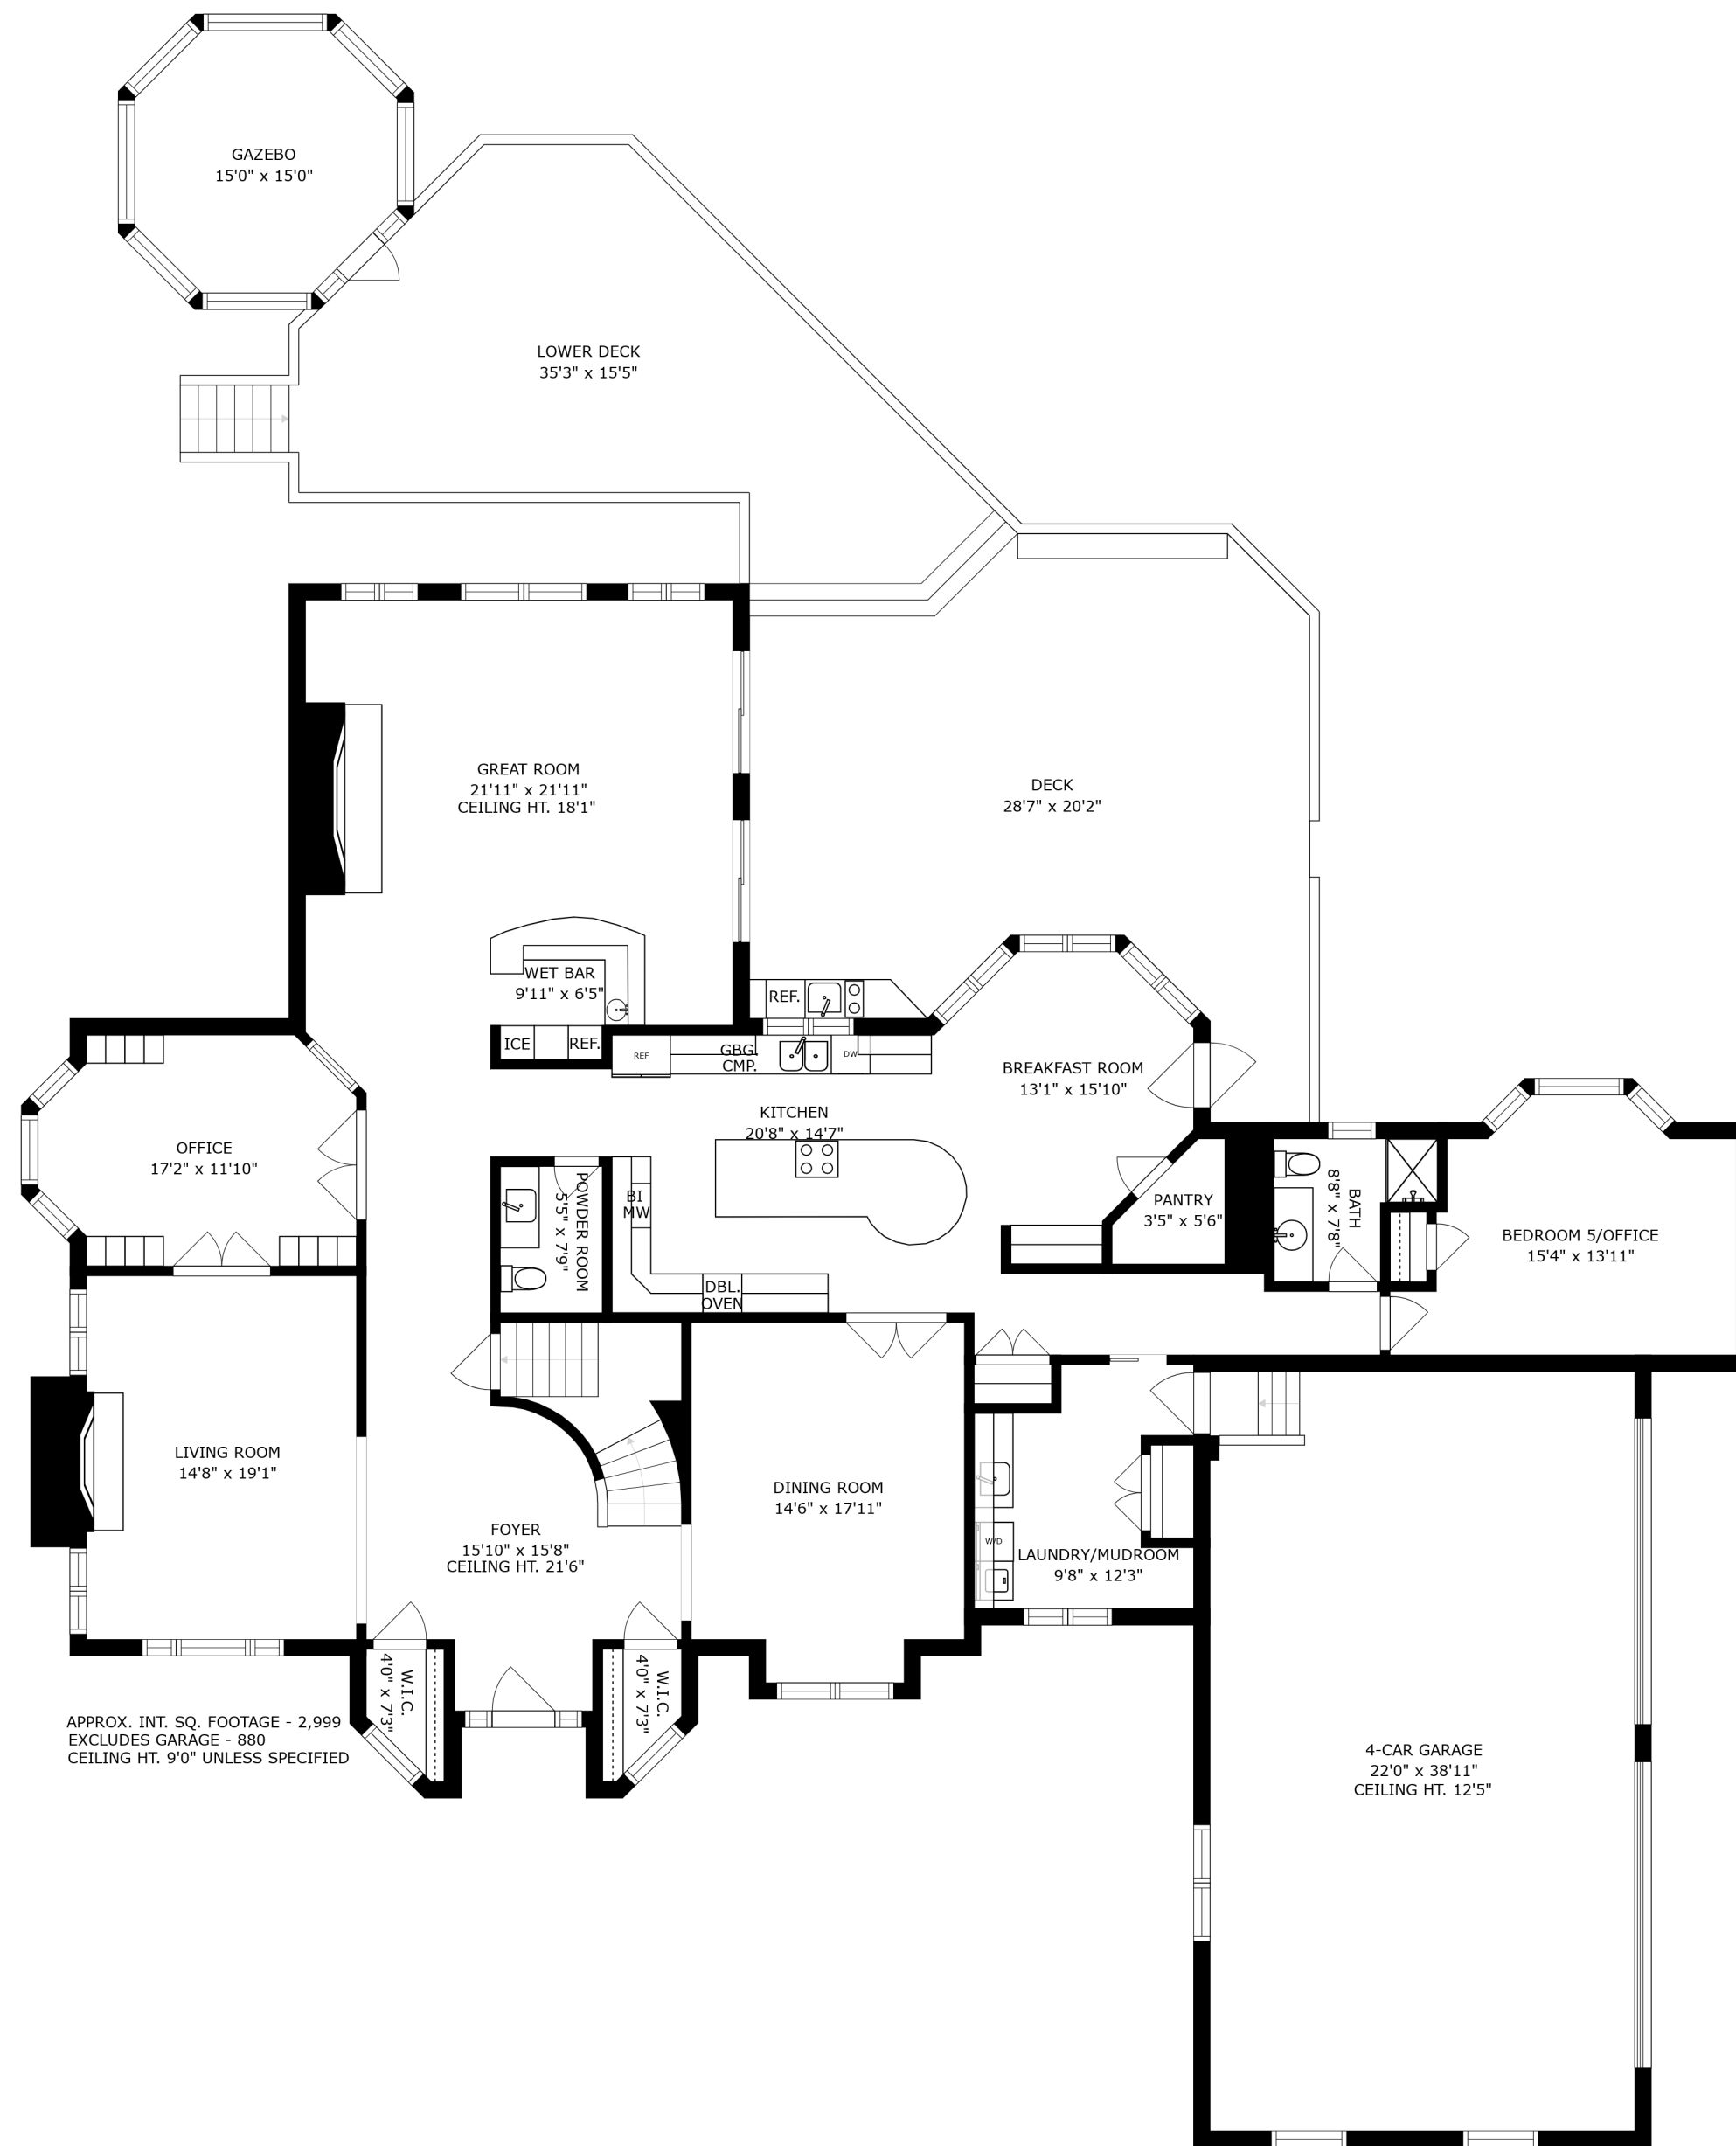 GAZEBO
15'0" x 15'0"
LOWER DECK
35'3" x 15'5"
GREAT ROOM
21'11" x 21'11"
CEILING HT. 18'1"
DECK
28'7" x 20'2"
WET BAR
9'11" x 6'5"
REF.
ICE
REF.
REF
GBG.
CMP.
DW
BREAKFAST ROOM
13'1" x 15'10"
KITCHEN
20'8" x 14'7"
OFFICE
17'2" x 11'10"
POWDER ROOM
5'5" x 7'9"
BI
MW
PANTRY
3'5" x 5'6"
BATH
8'8" x 7'8"
BEDROOM 5/OFFICE
15'4" x 13'11"
DBL.
OVEN
LIVING ROOM
14'8" x 19'1"
DINING ROOM
14'6" x 17'11"
FOYER
15'10" x 15'8"
CEILING HT. 21'6"
W/D
LAUNDRY/MUDROOM
9'8" x 12'3"
W.I.C.
4'0" x 7'3"
W.I.C.
4'0" x 7'3"
APPROX. INT. SQ. FOOTAGE - 2,999
EXCLUDES GARAGE - 880
CEILING HT. 9'0" UNLESS SPECIFIED
4-CAR GARAGE
22'0" x 38'11"
CEILING HT. 12'5"